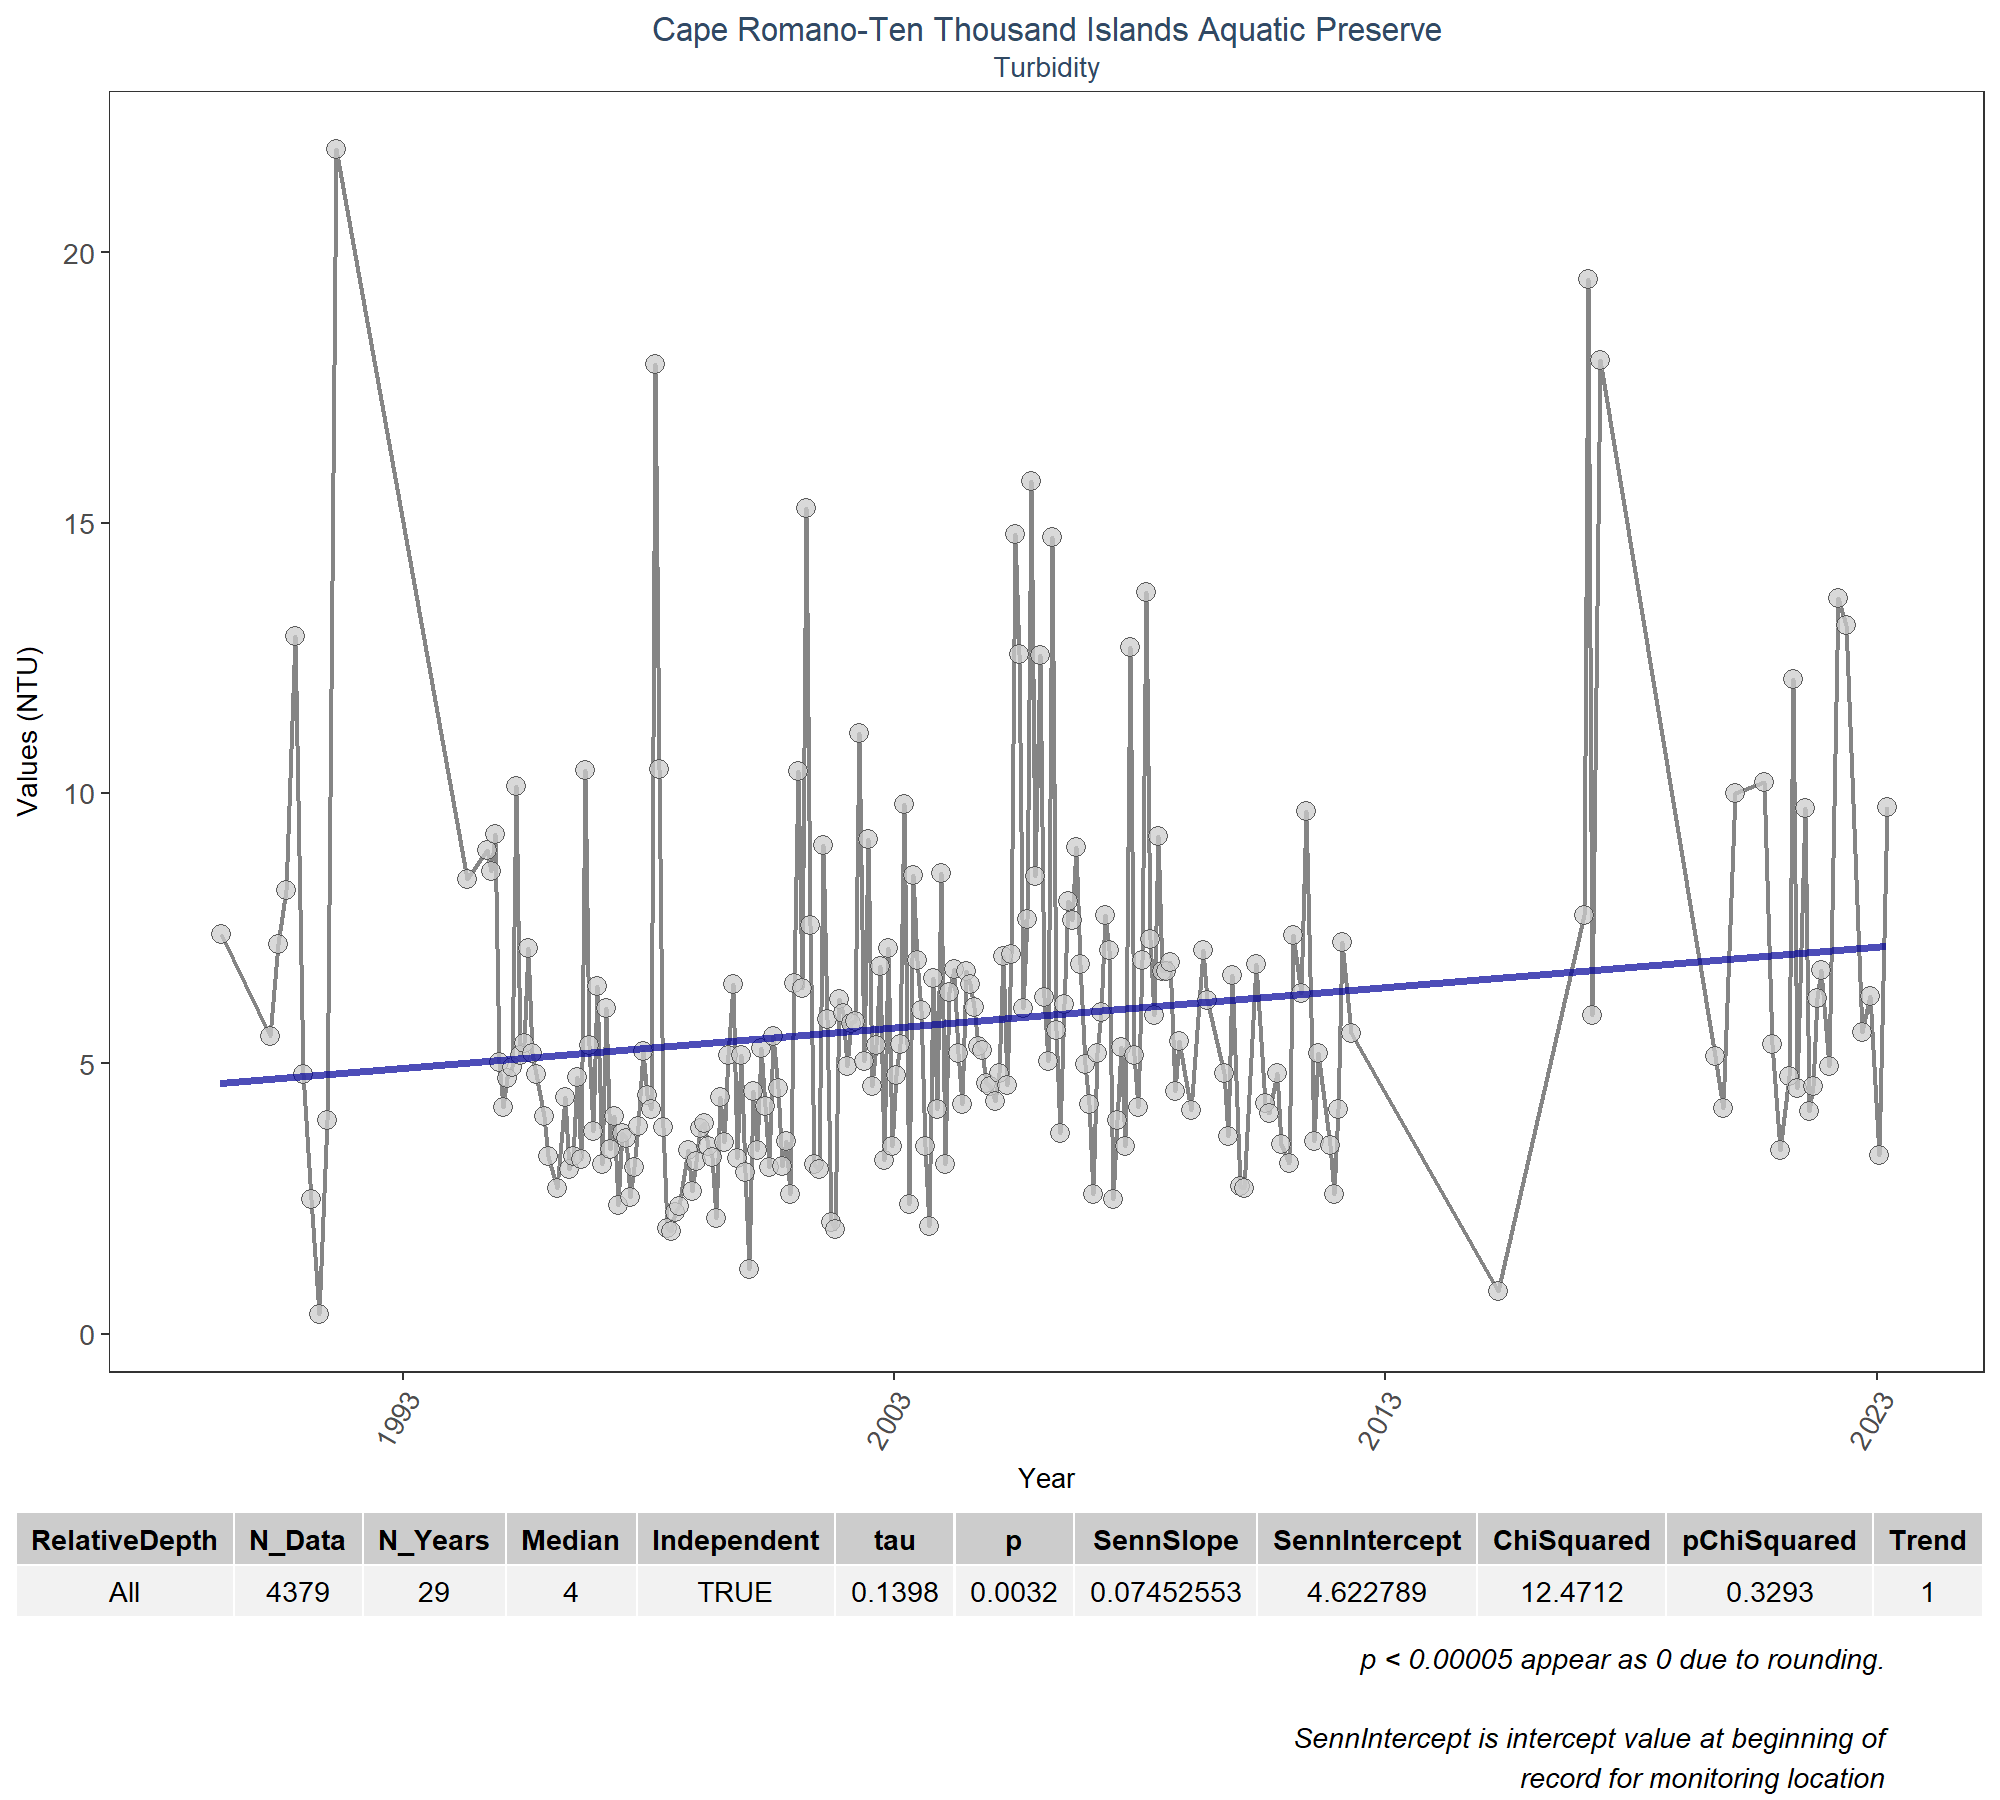 Cape Romano-Ten Thousand Islands Aquatic Preserve
Turbidity
Values (NTU)
20
15
10
5
0
1993 2003 2013 2023
Year
RelativeDepth N_Data N_Years Median Independent tau p SennSlope SennIntercept ChiSquared pChiSquared Trend
All 4379 29 4 TRUE 0.1398 0.0032 0.07452553 4.622789 12.4712 0.3293 1
p < 0.00005 appear as 0 due to rounding.
SennIntercept is intercept value at beginning of
record for monitoring location